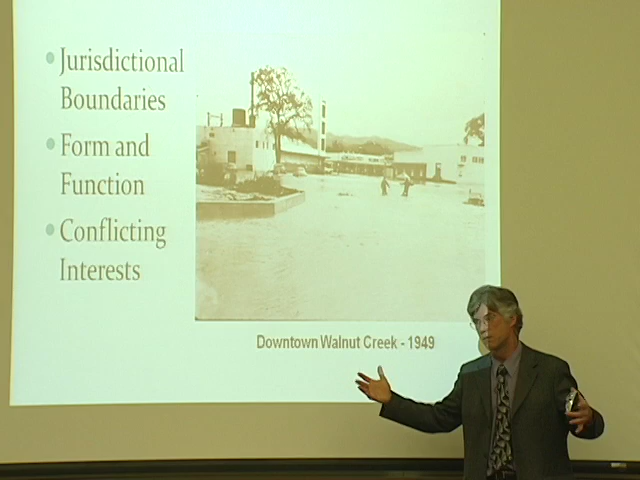 Jurisdictional
Boundaries
Form and
Function
Conflicting
Interests
Downtown Walnut Creek - 1949